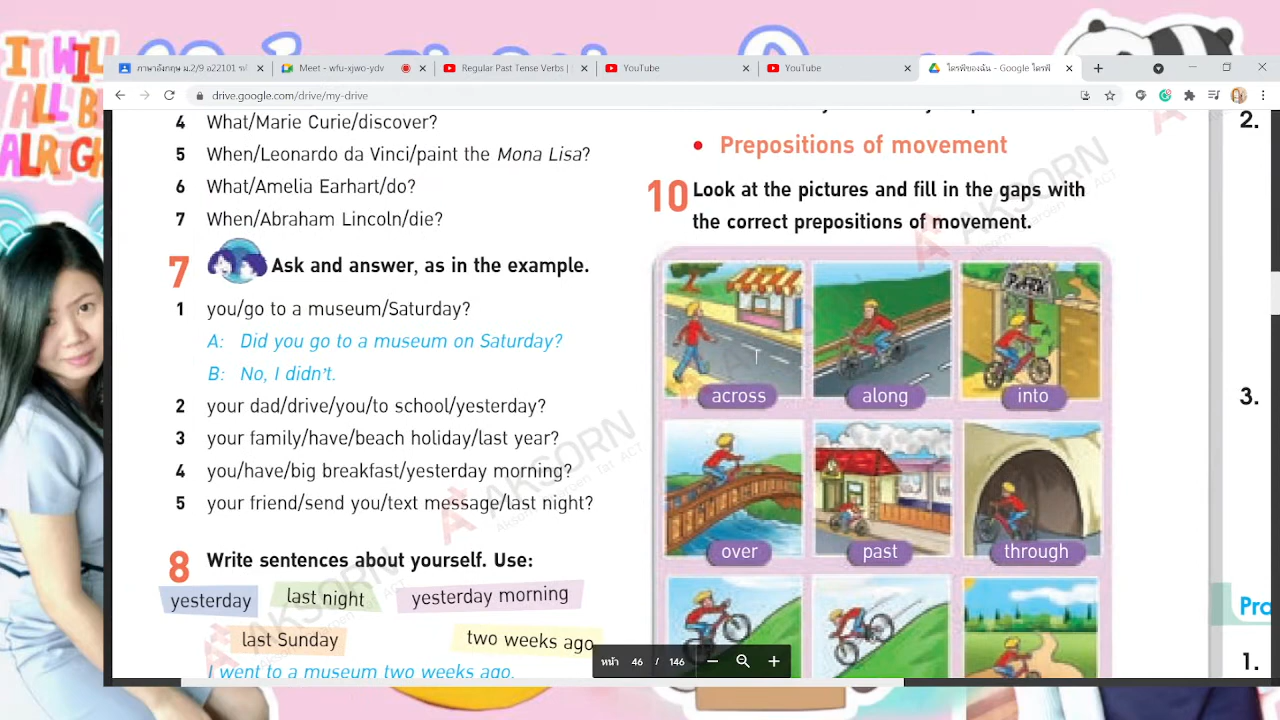 IT WILL
ALL B
ALRIGH
ภาษาอังกฤษ ม.2/9 อ22101
Meet - wfu-xjwo-ydv
Regular Past Tense Verbs |
YouTube
YouTube
ไดรฟ์ของฉัน - Google ไดรฟ์
drive.google.com/drive/my-drive
4 What/Marie Curie/discover?
5 When/Leonardo da Vinci/paint the Mona Lisa?
6 What/Amelia Earhart/do?
7 When/Abraham Lincoln/die?
7 Ask and answer, as in the example.
1 you/go to a museum/Saturday?
A: Did you go to a museum on Saturday?
B: No, I didn't.
2 your dad/drive/you/to school/yesterday?
3 your family/have/beach holiday/last year?
4 you/have/big breakfast/yesterday morning?
5 your friend/send you/text message/last night?
8 Write sentences about yourself. Use:
yesterday
last night
yesterday morning
last Sunday
two weeks ago
I went to a museum two weeks ago.
• Prepositions of movement
10 Look at the pictures and fill in the gaps with
the correct prepositions of movement.
PARK
across
along
into
over
past
through
หน้า 46 / 146
2.
3.
Pro
1.
AKSORN
AKSORN
AKSORN
AKSORN